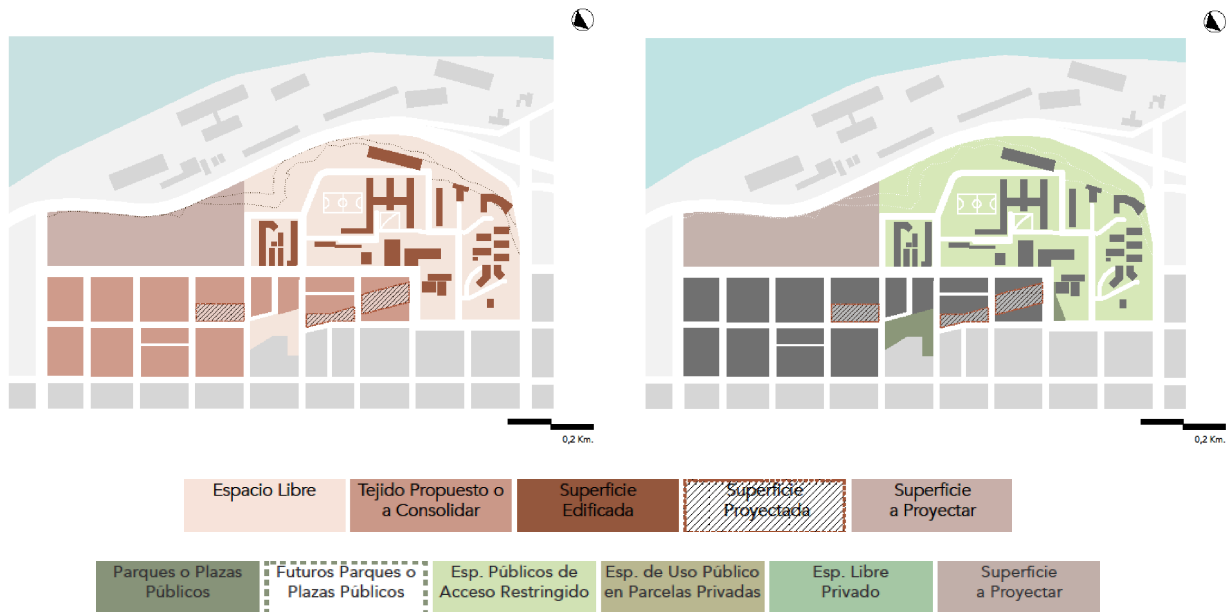 0,2 Km.
0,2 Km.
Espacio Libre
Tejido Propuesto o
a Consolidar
Superficie
Edificada
Superficie
Proyectada
Superficie
a Proyectar
Parques o Plazas
Públicos
Futuros Parques o
Plazas Públicos
Esp. Públicos de
Acceso Restringido
Esp. de Uso Público
en Parcelas Privadas
Esp. Libre
Privado
Superficie
a Proyectar